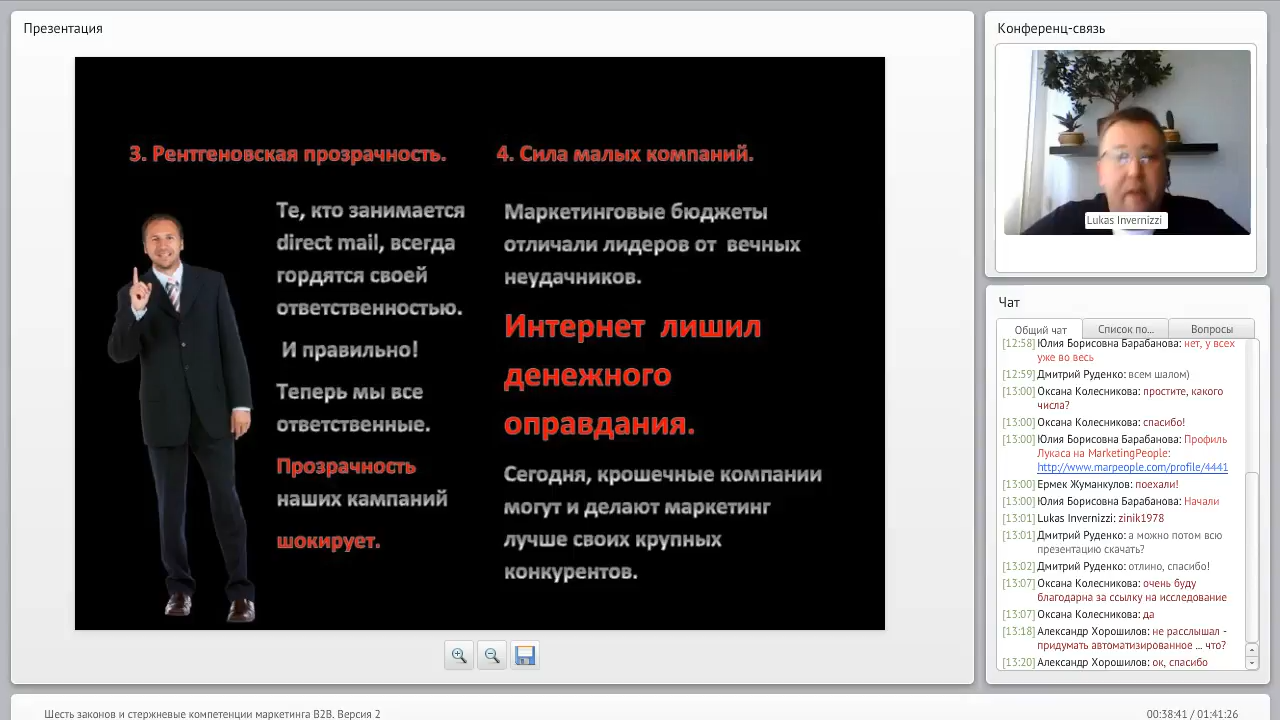 Презентация
3. Рентгеновская прозрачность.
Те, кто занимается
direct mail, всегда
гордятся своей
ответственностью.
И правильно!
Теперь мы все
ответственные.
Прозрачность
наших кампаний
шокирует.
4. Сила малых компаний.
Маркетинговые бюджеты
отличали лидеров от вечных
неудачников.
Интернет лишил
денежного
оправдания.
Сегодня, крошечные компании
могут и делают маркетинг
лучше своих крупных
конкурентов.
Конференц-связь
Lukas Invernizzi
Чат
Общий чат
Список по...
Вопросы
[12:58] Юлия Борисовна Барабанова: нет, у всех
уже во весь
[12:59] Дмитрий Руденко: всем шалом)
[13:00] Оксана Колесникова: простите, какого
числа?
[13:00] Оксана Колесникова: спасибо!
[13:00] Юлия Борисовна Барабанова: Профиль
Лукаса на MarketingPeople:
http://www.marpeople.com/profile/4441
[13:00] Ермек Жуманкулов: поехали!
[13:00] Юлия Борисовна Барабанова: Начали
[13:01] Lukas Invernizzi: zinik1978
[13:01] Дмитрий Руденко: а можно потом всю
презентацию скачать?
[13:02] Дмитрий Руденко: отлино, спасибо!
[13:07] Оксана Колесникова: очень буду
благодарна за ссылку на исследование
[13:07] Оксана Колесникова: да
[13:18] Александр Хорошилов: не расслышал -
придумать автоматизированное ... что?
[13:20] Александр Хорошилов: ок, спасибо
Шесть законов и стержневые компетенции маркетинга B2B. Версия 2
00:38:41 / 01:41:26